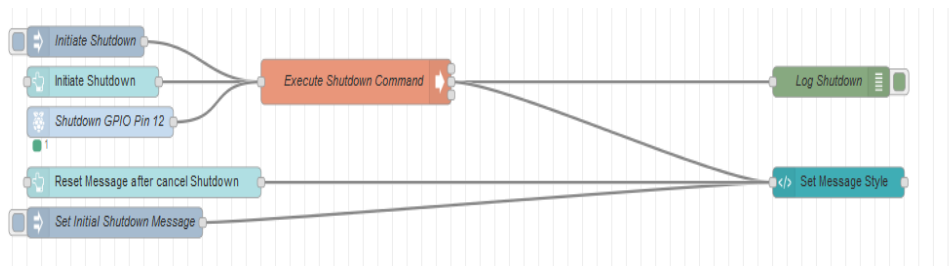 Initiate Shutdown
Initiate Shutdown
Execute Shutdown Command
Log Shutdown
Shutdown GPIO Pin 12
1
Reset Message after cancel Shutdown
</> Set Message Style
Set Initial Shutdown Message